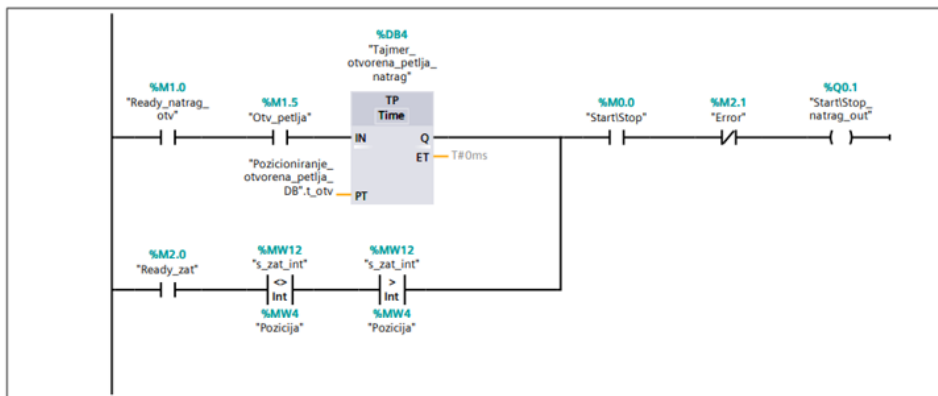 %DB4
"Tajmer_
otvorena_petlja_
natrag"
%M1.0
"Ready_natrag_
otv"
%M1.5
"Otv_petlja"
TP
Time
IN
Q
ET
T#0ms
"Pozicioniranje_
otvorena_petlja_
DB".t_otv
PT
%M0.0
"Start\Stop"
%M2.1
"Error"
%Q0.1
"Start\Stop_
natrag_out"
%M2.0
"Ready_zat"
%MW12
"s_zat_int"
<>
Int
%MW4
"Pozicija"
%MW12
"s_zat_int"
>
Int
%MW4
"Pozicija"